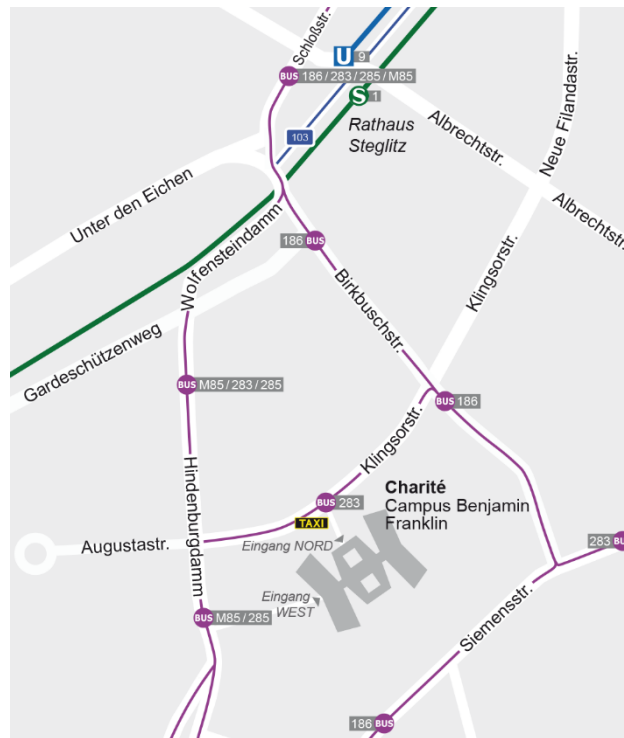 Schloßstr.
U 9
BUS 186 / 283 / 285 / M85
S 1
Rathaus
Steglitz
103
Albrechtstr.
Neue Filandastr.
Albrechtstr.
Unter den Eichen
Wolfensteindamm
186 BUS
Klingsorstr.
Birkbuschstr.
Gardeschützenweg
BUS M85 / 283 / 285
BUS 186
Klingsorstr.
Hindenburgdamm
Charité
Campus Benjamin
Franklin
BUS 283
TAXI
Eingang NORD
Augustastr.
283 BU
Eingang
WEST
BUS M85 / 285
Siemensstr.
186 BUS